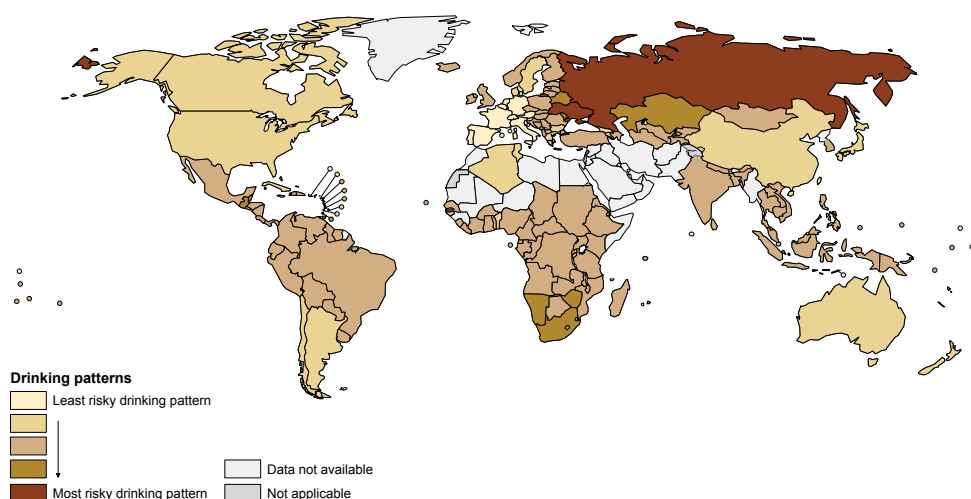 Drinking patterns
Least risky drinking pattern
Most risky drinking pattern
Data not available
Not applicable